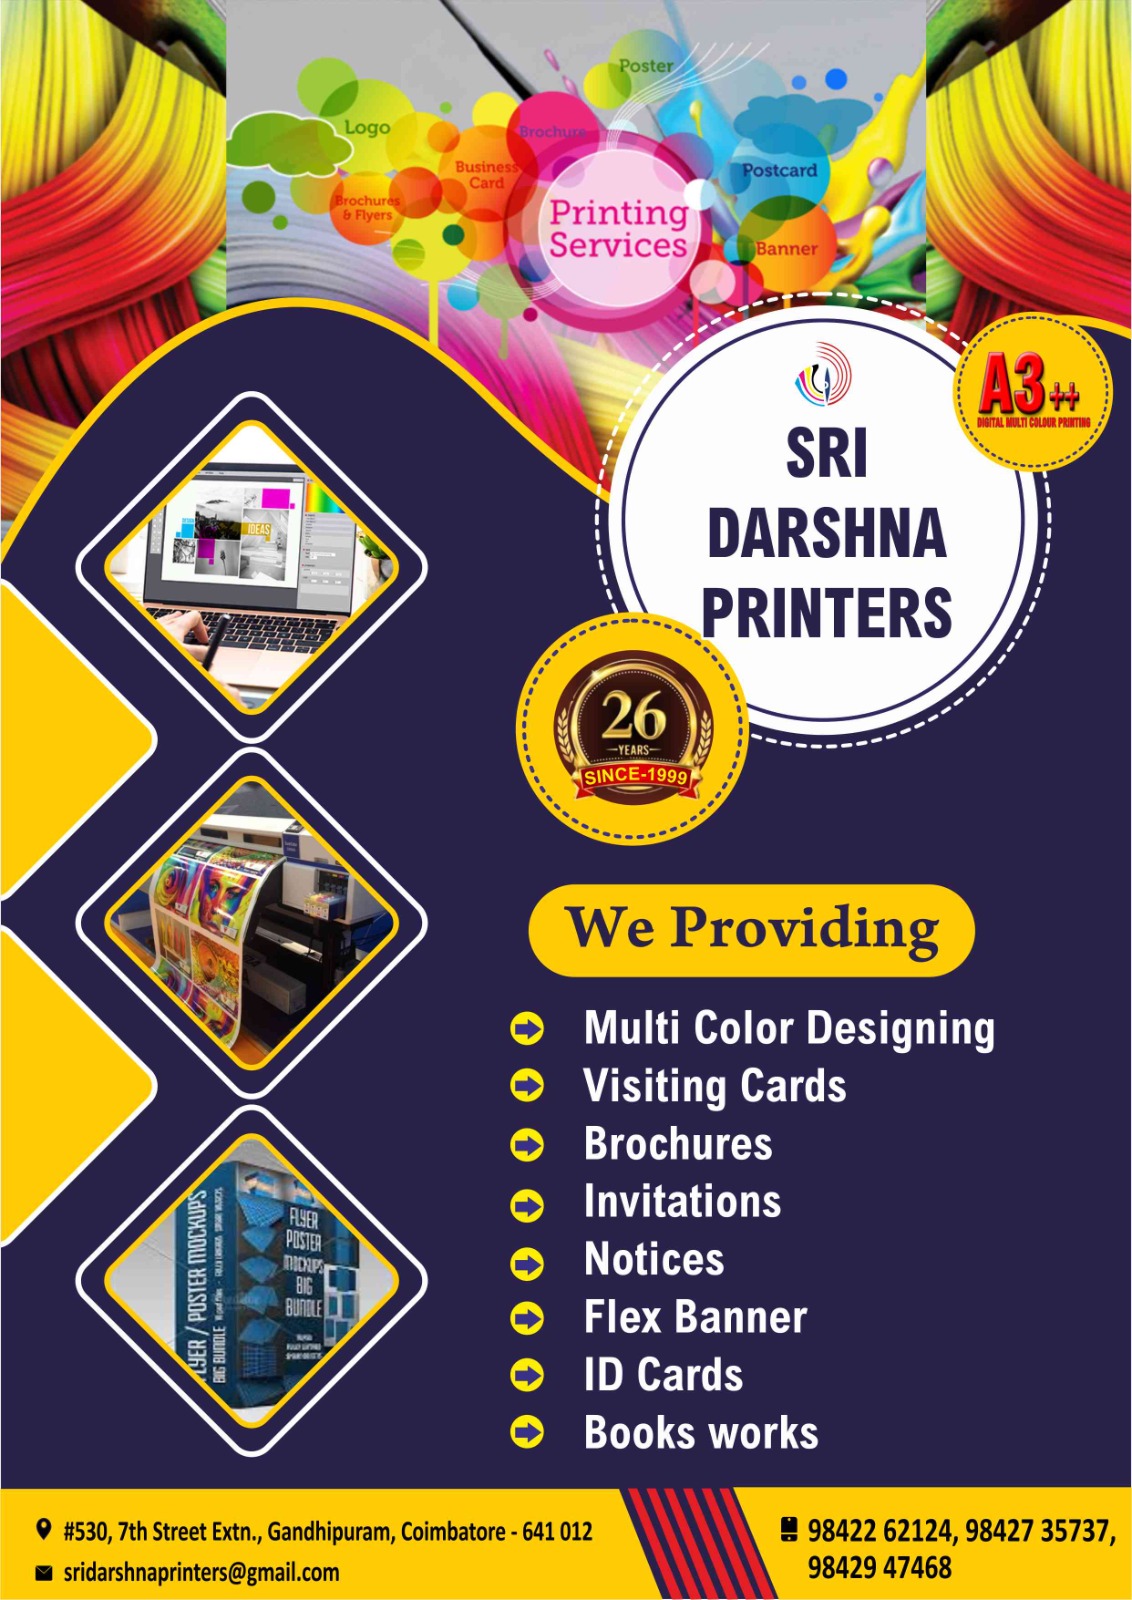 Poster
Logo
Brochure
Business
Card
Postcard
Brochures
& Flyers
Printing
Services
Banner
A3++
DIGITAL MULTI COLOUR PRINTING
SRI
DARSHNA
PRINTERS
IDEAS
26
YEARS
SINCE-1999
We Providing
Multi Color Designing
Visiting Cards
Brochures
Invitations
Notices
Flex Banner
ID Cards
Books works
FLYER / POSTER MOCKUPS
BIG BUNDLE
FLYER
POSTER
MOCKUPS
BIG
BUNDLE
#530, 7th Street Extn., Gandhipuram, Coimbatore - 641 012
sridarshnaprinters@gmail.com
98422 62124, 98427 35737,
98429 47468